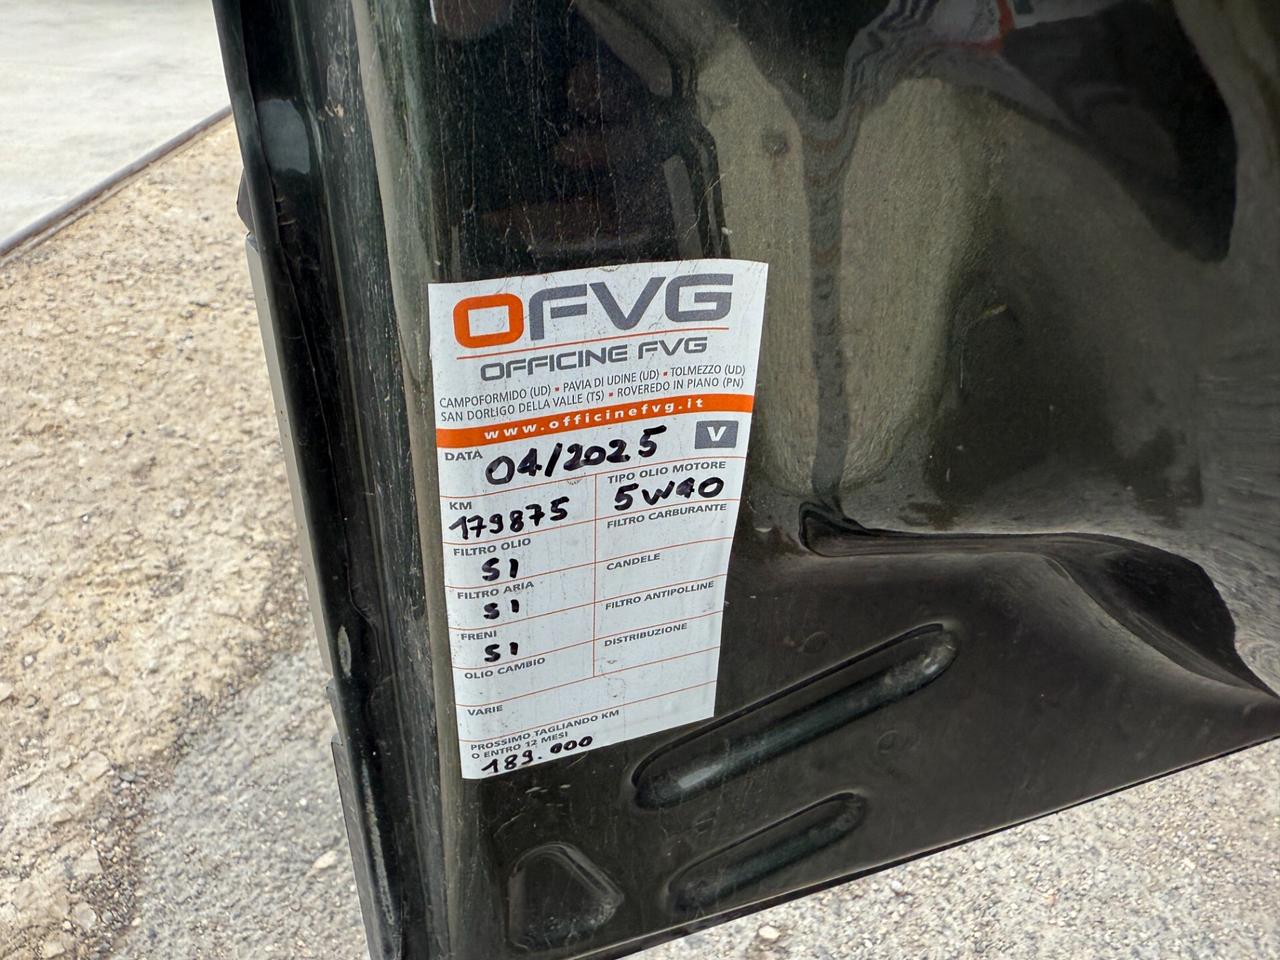 OFVG
OFFICINE FVG
CAMPOFORMIDO (UD) • PAVIA DI UDINE (UD) • TOLMEZZO (UD)
SAN DORLIGO DELLA VALLE (TS) • ROVEREDO IN PIANO (PN)
www.officinefvg.it
V
DATA 04/2025
KM 179875
TIPO OLIO MOTORE 5W40
FILTRO OLIO SI
FILTRO CARBURANTE
FILTRO ARIA SI
CANDELE
FRENI SI
FILTRO ANTIPOLLINE
OLIO CAMBIO
DISTRIBUZIONE
VARIE
PROSSIMO TAGLIANDO KM
O ENTRO 12 MESI
189.000